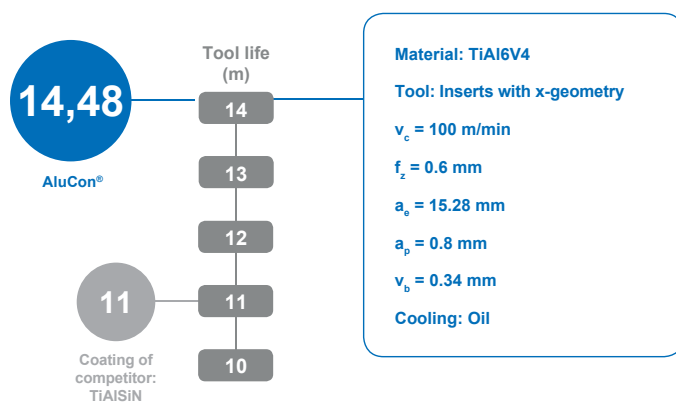 Tool life
(m)
14,48
AluCon®
14
13
12
11
10
11
Coating of
competitor:
TiAlSiN
Material: TiAl6V4
Tool: Inserts with x-geometry
vc = 100 m/min
fz = 0.6 mm
ae = 15.28 mm
ap = 0.8 mm
vb = 0.34 mm
Cooling: Oil